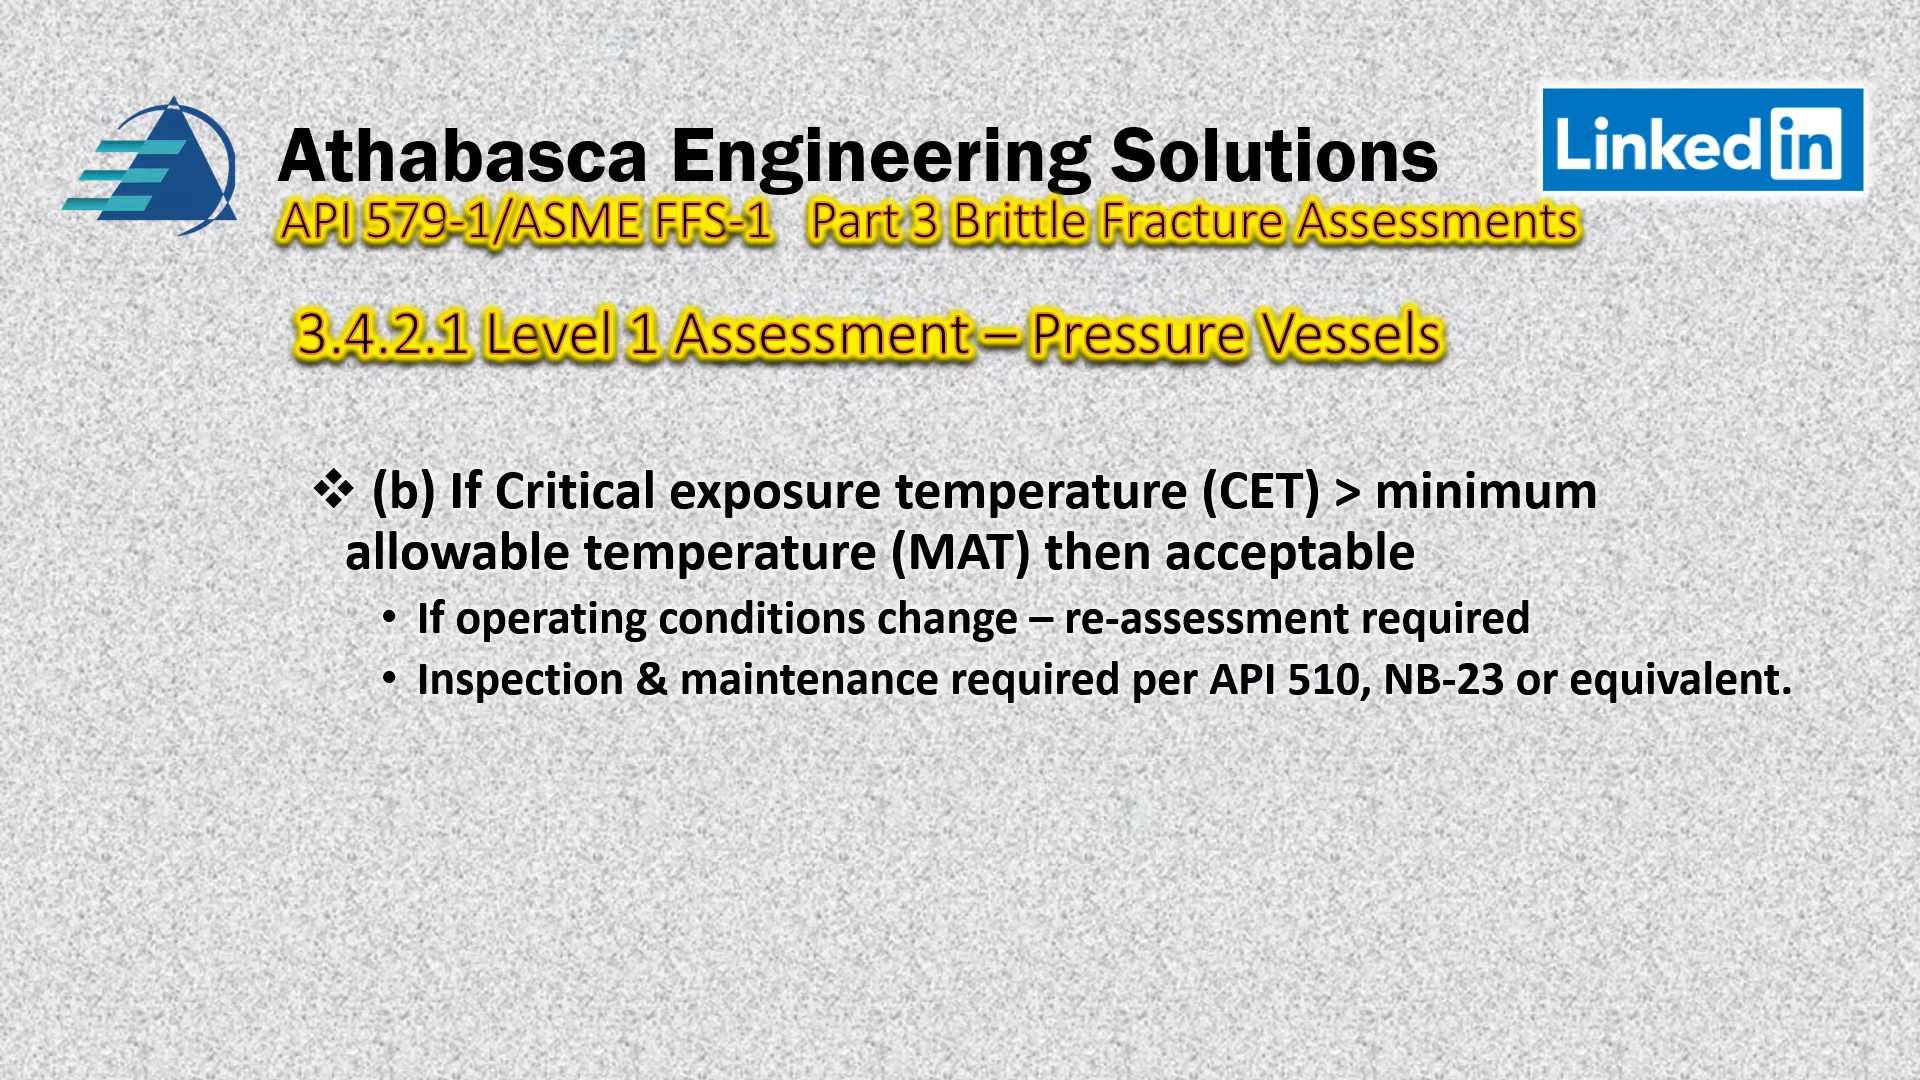 Athabasca Engineering Solutions
Linked in
API 579-1/ASME FFS-1 Part 3 Brittle Fracture Assessments
3.4.2.1 Level 1 Assessment – Pressure Vessels
❖ (b) If Critical exposure temperature (CET) > minimum
allowable temperature (MAT) then acceptable
• If operating conditions change – re-assessment required
• Inspection & maintenance required per API 510, NB-23 or equivalent.